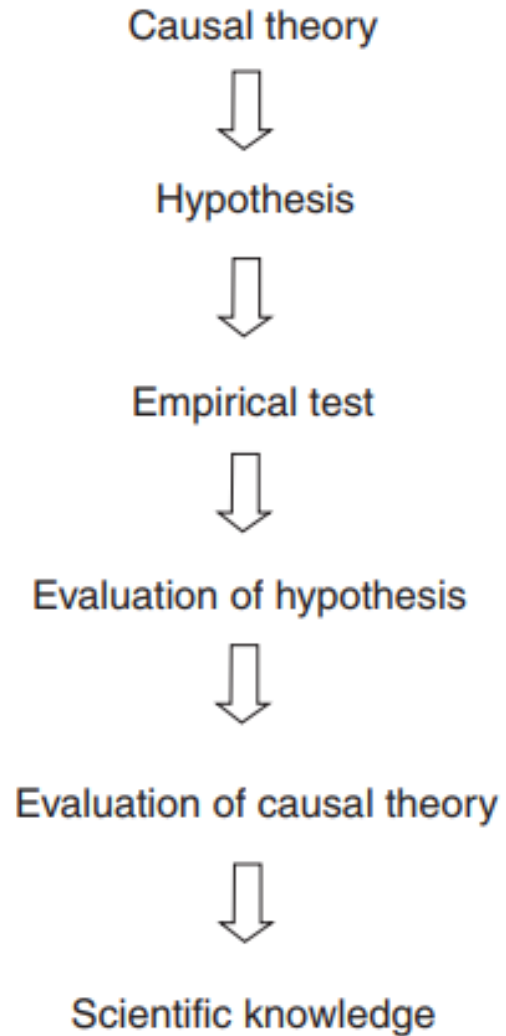 Causal theory
Hypothesis
Empirical test
Evaluation of hypothesis
Evaluation of causal theory
Scientific knowledge